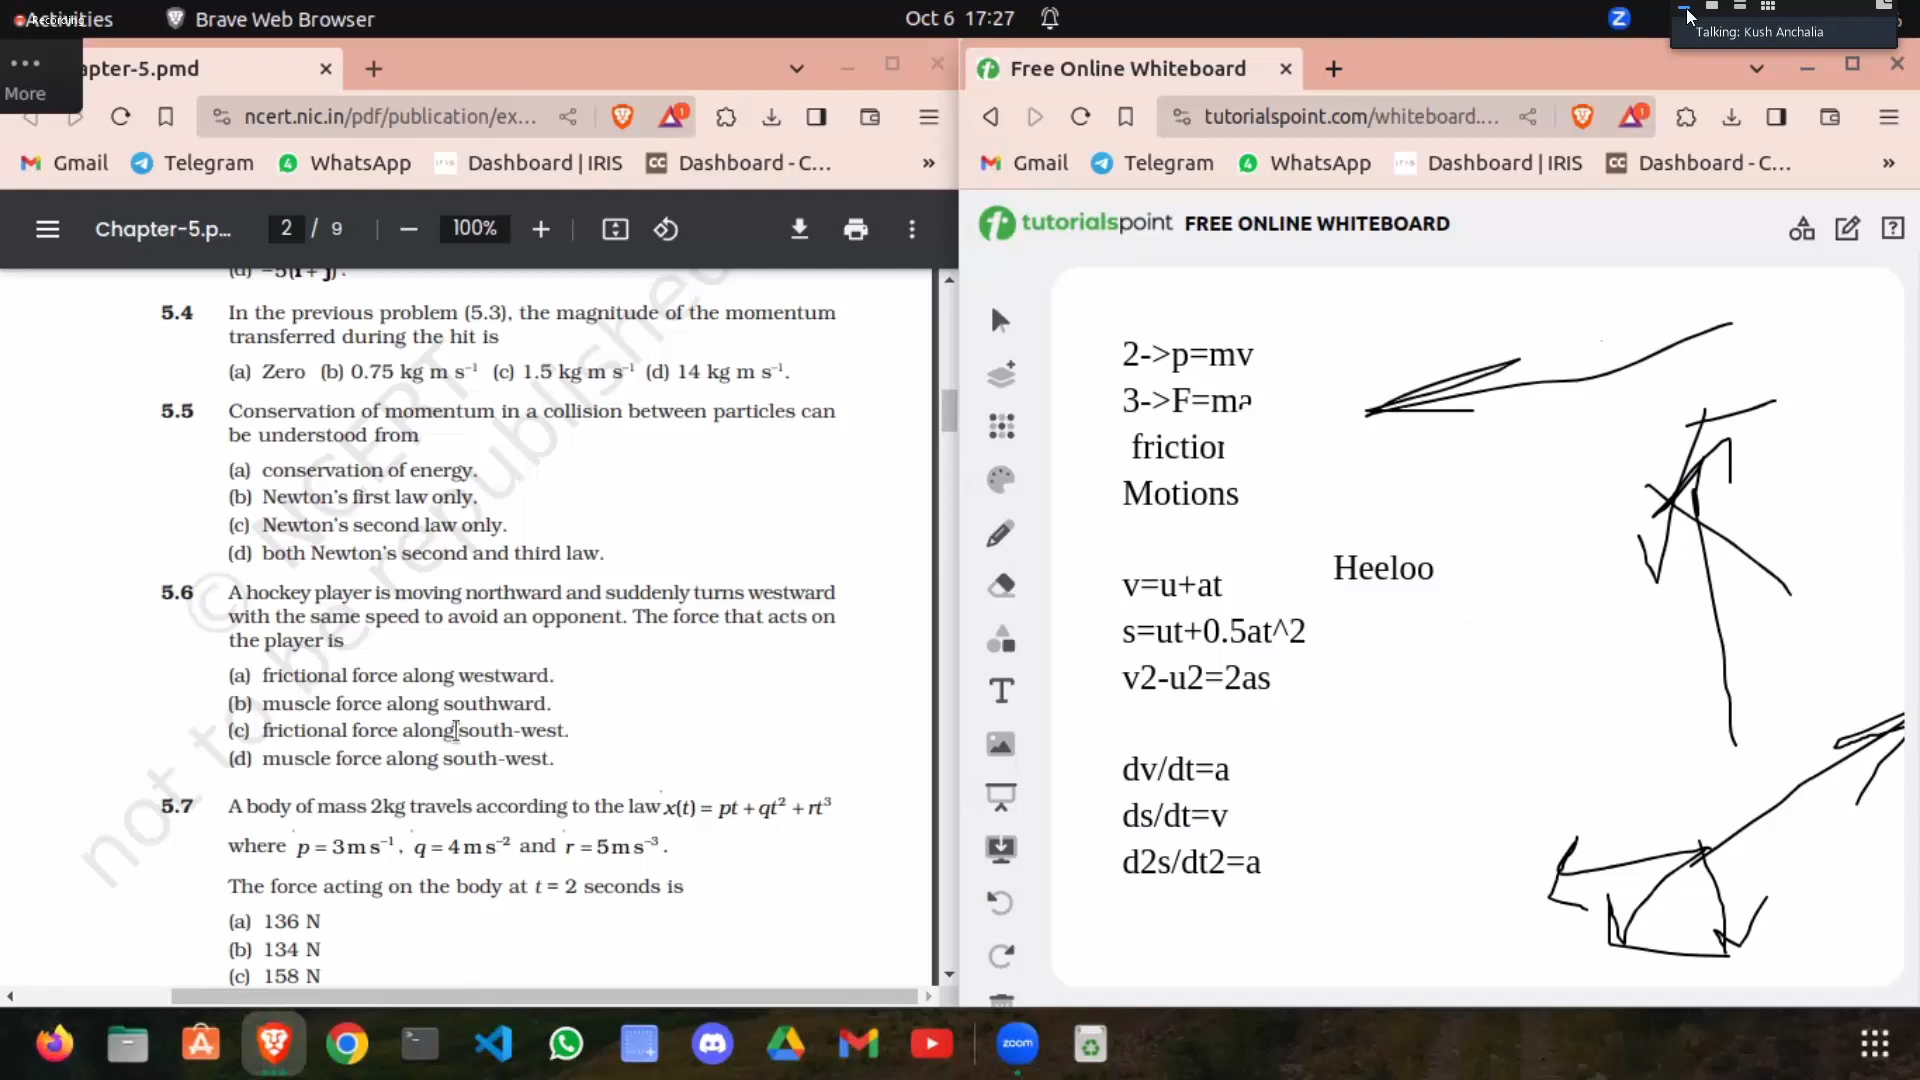 Activities
Brave Web Browser
Oct 6 17:27
Talking: Kush Anchalia
More
apter-5.pmd
ncert.nic.in/pdf/publication/ex...
1
Gmail
Telegram
WhatsApp
Dashboard | IRIS
Dashboard - C...
»
Chapter-5.p...
2 / 9
100%
(d) –5(i + j) .
5.4 In the previous problem (5.3), the magnitude of the momentum
transferred during the hit is
(a) Zero (b) 0.75 kg m s⁻¹ (c) 1.5 kg m s⁻¹ (d) 14 kg m s⁻¹.
5.5 Conservation of momentum in a collision between particles can
be understood from
(a) conservation of energy.
(b) Newton's first law only.
(c) Newton's second law only.
(d) both Newton's second and third law.
5.6 A hockey player is moving northward and suddenly turns westward
with the same speed to avoid an opponent. The force that acts on
the player is
(a) frictional force along westward.
(b) muscle force along southward.
(c) frictional force along south-west.
(d) muscle force along south-west.
5.7 A body of mass 2kg travels according to the law x(t) = pt + qt² + rt³
where p = 3 m s⁻¹ , q = 4 m s⁻² and r = 5 m s⁻³ .
The force acting on the body at t = 2 seconds is
(a) 136 N
(b) 134 N
(c) 158 N
© NCERT
not to be republished
Free Online Whiteboard
tutorialspoint.com/whiteboard....
1
Gmail
Telegram
WhatsApp
Dashboard | IRIS
Dashboard - C...
»
tutorialspoint FREE ONLINE WHITEBOARD
2->p=mv
3->F=ma
friction
Motions
Heeloo
v=u+at
s=ut+0.5at^2
v2-u2=2as
dv/dt=a
ds/dt=v
d2s/dt2=a
zoom